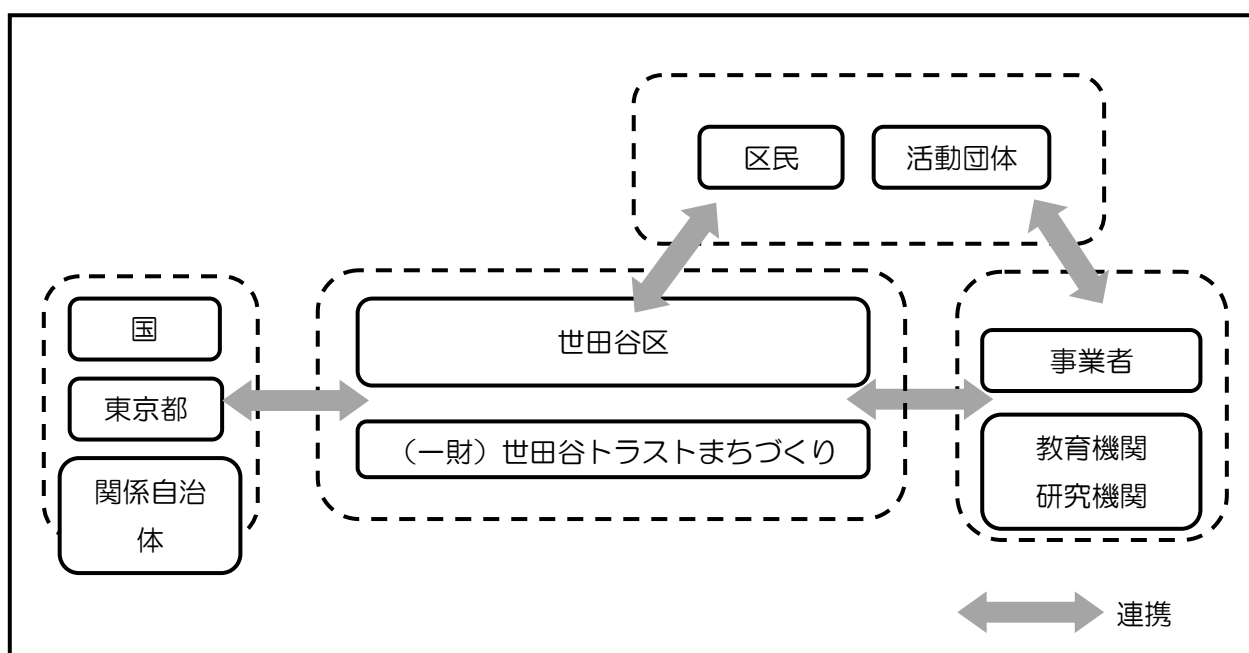 区民
活動団体
国
東京都
関係自治
体
世田谷区
（一財）世田谷トラストまちづくり
事業者
教育機関
研究機関
連携